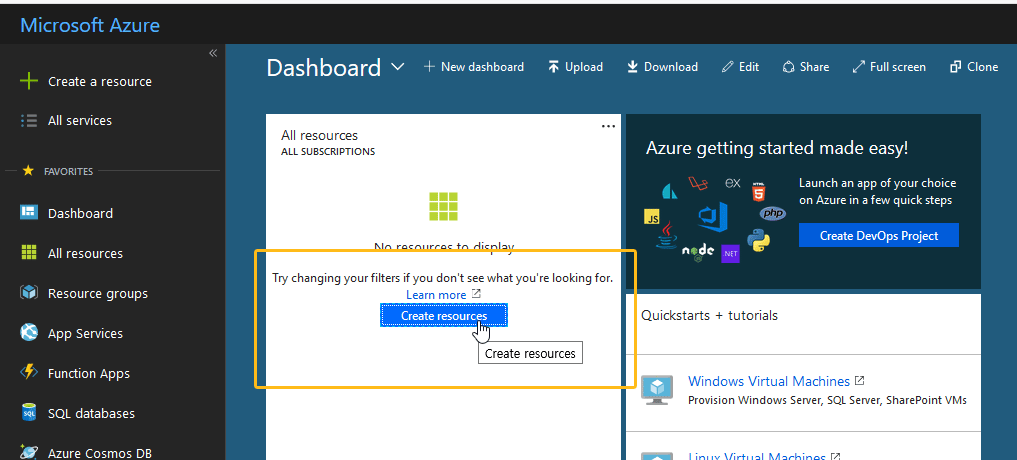 Microsoft Azure
«
Create a resource
All services
FAVORITES
Dashboard
All resources
Resource groups
App Services
Function Apps
SQL databases
Azure Cosmos DB
Dashboard
New dashboard
Upload
Download
Edit
Share
Full screen
Clone
All resources
...
ALL SUBSCRIPTIONS
No resources to display
Try changing your filters if you don't see what you're looking for.
Learn more
Create resources
Create resources
Azure getting started made easy!
Launch an app of your choice
on Azure in a few quick steps
Create DevOps Project
ex
HTML
5
JS
php
Java
node
NET
SQL
Quickstarts + tutorials
Windows Virtual Machines
Provision Windows Server, SQL Server, SharePoint VMs
Linux Virtual Machines